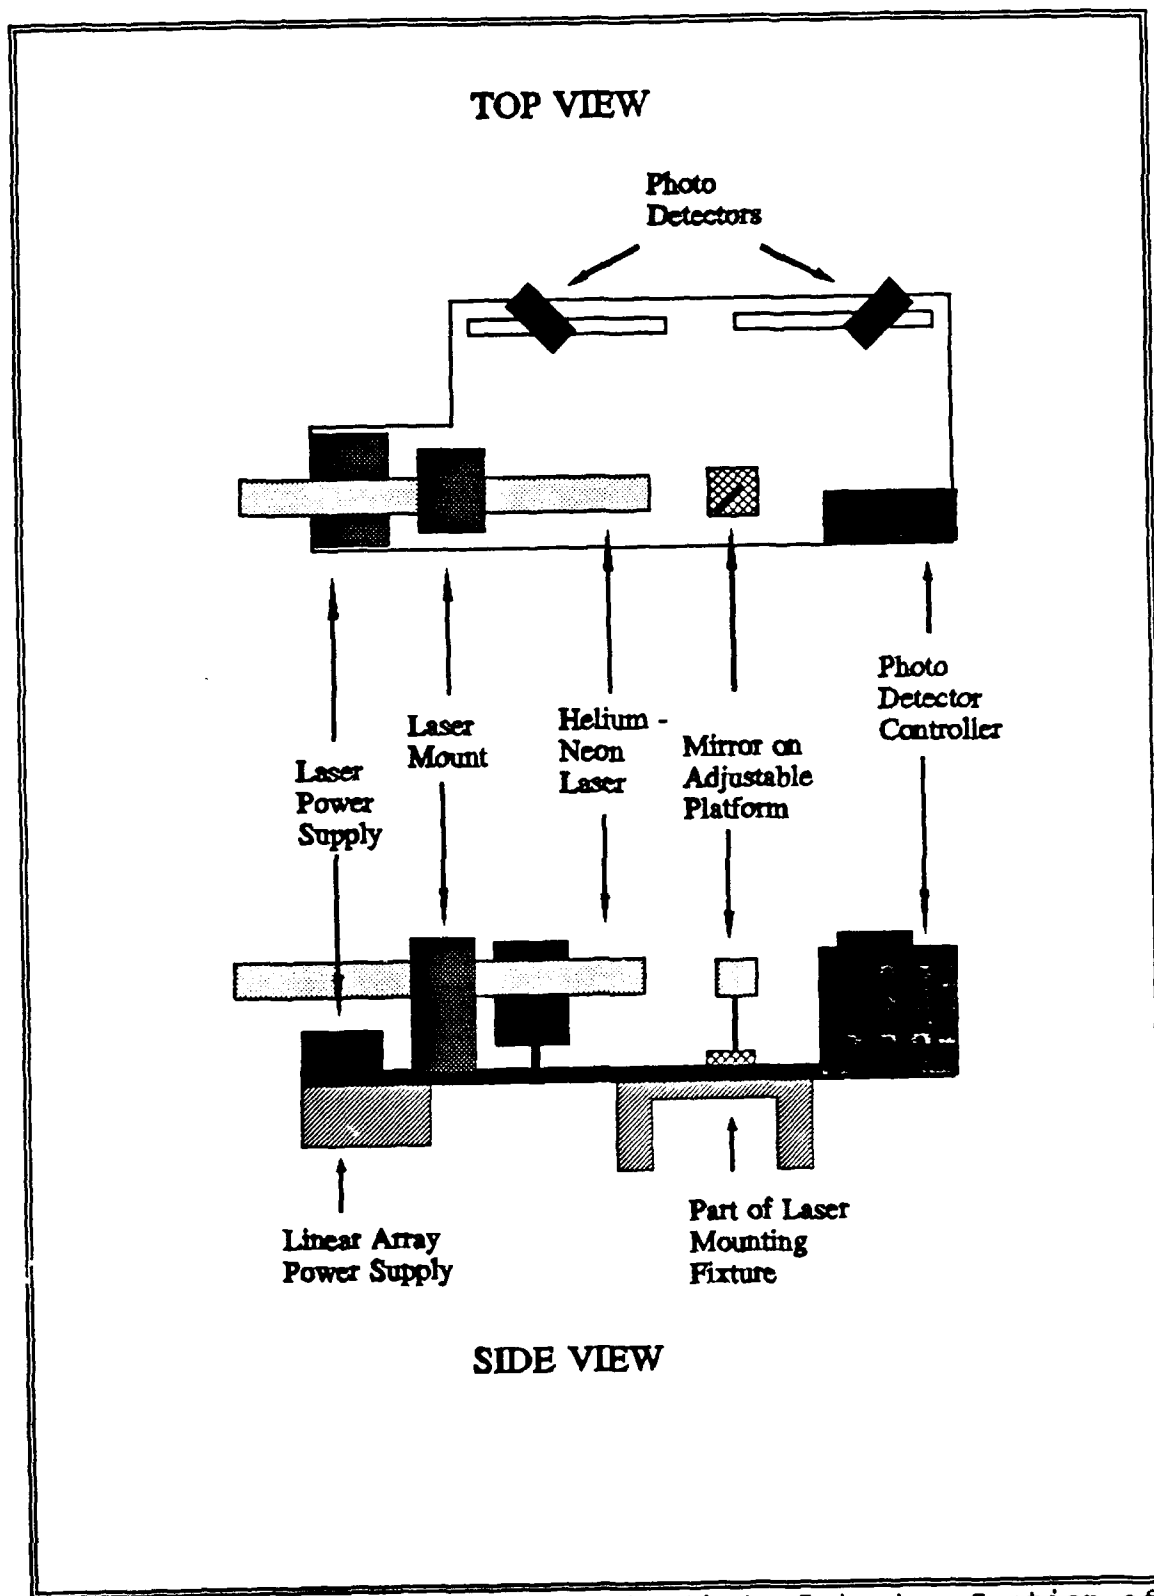 TOP VIEW
Photo
Detectors
Photo
Detector
Controller
Helium -
Neon
Laser
Laser
Mount
Mirror on
Adjustable
Platform
Laser
Power
Supply
Part of Laser
Mounting
Fixture
Linear Array
Power Supply
SIDE VIEW